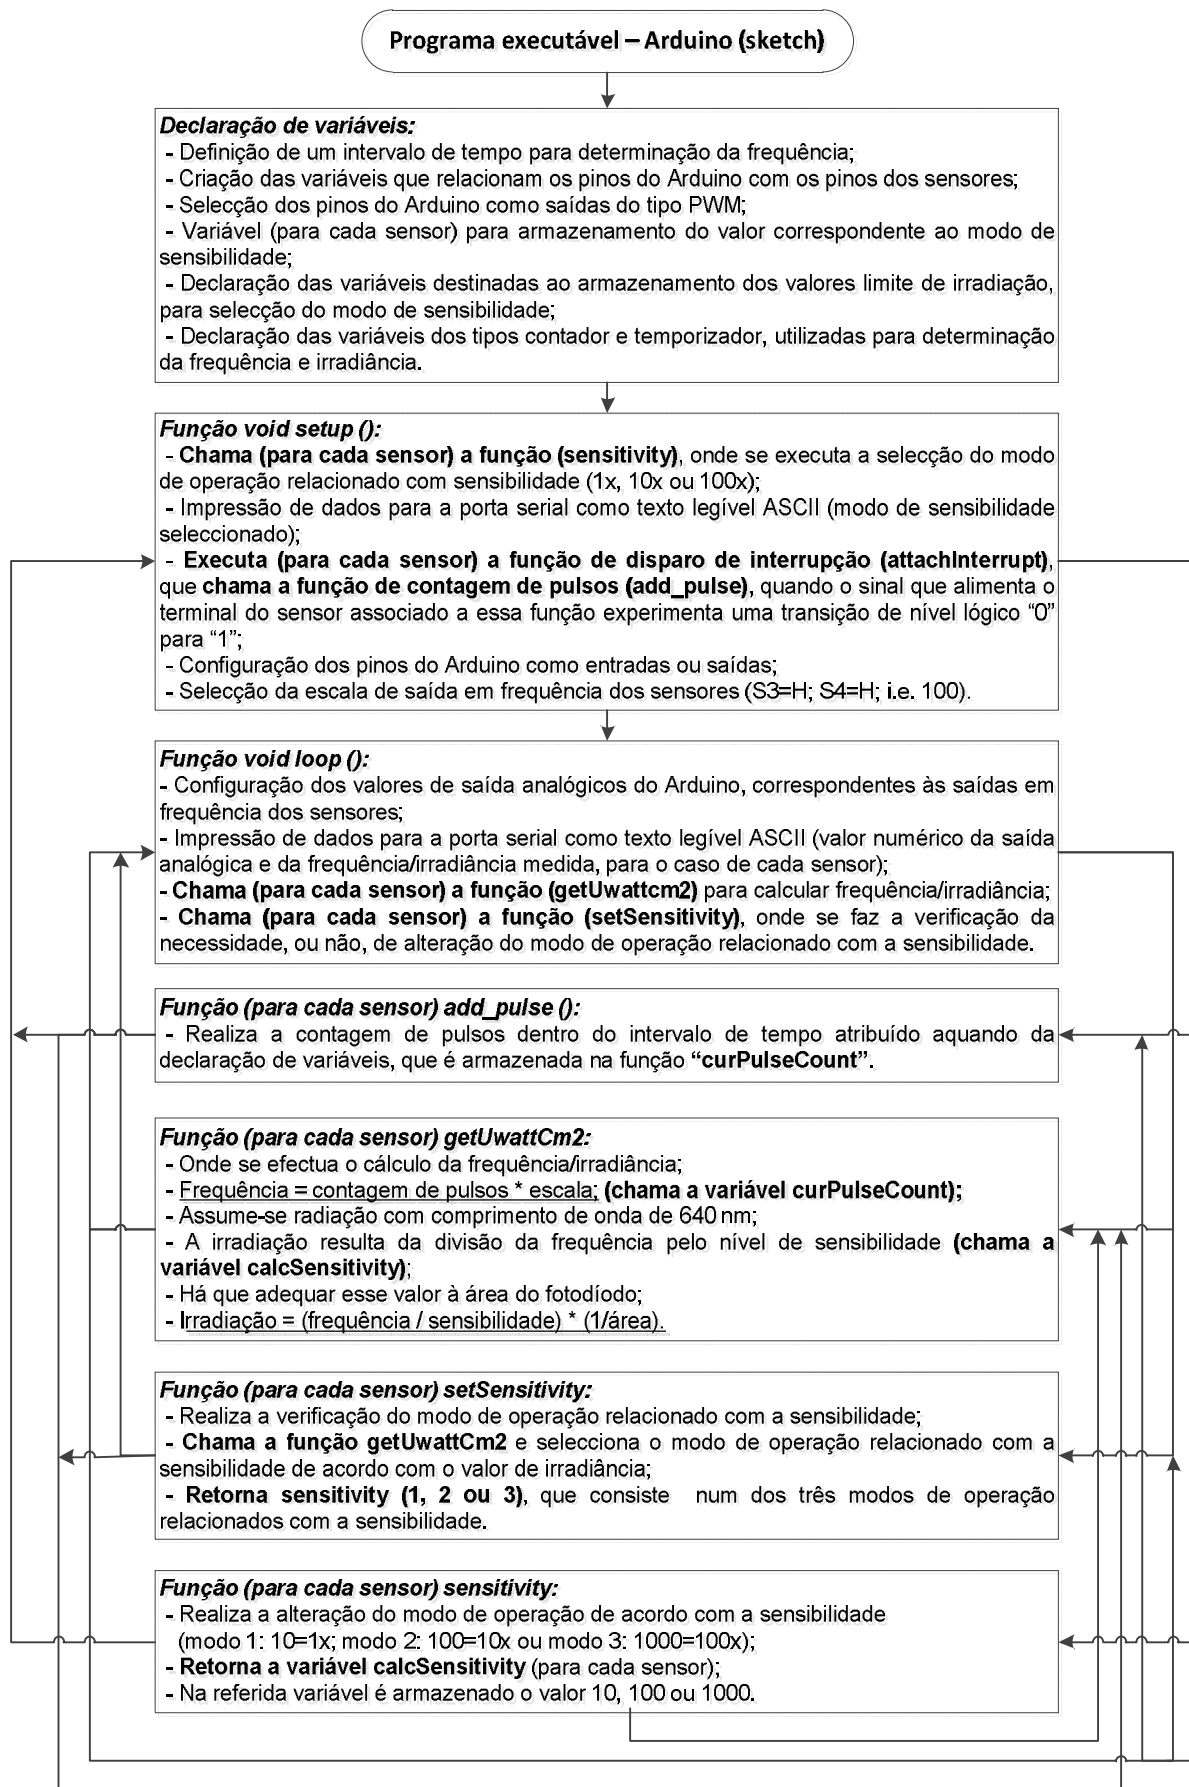 Programa executável – Arduino (sketch)
Declaração de variáveis:
- Definição de um intervalo de tempo para determinação da frequência;
- Criação das variáveis que relacionam os pinos do Arduino com os pinos dos sensores;
- Selecção dos pinos do Arduino como saídas do tipo PWM;
- Variável (para cada sensor) para armazenamento do valor correspondente ao modo de
sensibilidade;
- Declaração das variáveis destinadas ao armazenamento dos valores limite de irradiação,
para selecção do modo de sensibilidade;
- Declaração das variáveis dos tipos contador e temporizador, utilizadas para determinação
da frequência e irradiância.
Função void setup ():
- Chama (para cada sensor) a função (sensitivity), onde se executa a selecção do modo
de operação relacionado com sensibilidade (1x, 10x ou 100x);
- Impressão de dados para a porta serial como texto legível ASCII (modo de sensibilidade
seleccionado);
- Executa (para cada sensor) a função de disparo de interrupção (attachInterrupt),
que chama a função de contagem de pulsos (add_pulse), quando o sinal que alimenta o
terminal do sensor associado a essa função experimenta uma transição de nível lógico “0”
para “1”;
- Configuração dos pinos do Arduino como entradas ou saídas;
- Selecção da escala de saída em frequência dos sensores (S3=H; S4=H; i.e. 100).
Função void loop ():
- Configuração dos valores de saída analógicos do Arduino, correspondentes às saídas em
frequência dos sensores;
- Impressão de dados para a porta serial como texto legível ASCII (valor numérico da saída
analógica e da frequência/irradiância medida, para o caso de cada sensor);
- Chama (para cada sensor) a função (getUwattcm2) para calcular frequência/irradiância;
- Chama (para cada sensor) a função (setSensitivity), onde se faz a verificação da
necessidade, ou não, de alteração do modo de operação relacionado com a sensibilidade.
Função (para cada sensor) add_pulse ():
- Realiza a contagem de pulsos dentro do intervalo de tempo atribuído aquando da
declaração de variáveis, que é armazenada na função “curPulseCount”.
Função (para cada sensor) getUwattCm2:
- Onde se efectua o cálculo da frequência/irradiância;
- Frequência = contagem de pulsos * escala; (chama a variável curPulseCount);
- Assume-se radiação com comprimento de onda de 640 nm;
- A irradiação resulta da divisão da frequência pelo nível de sensibilidade (chama a
variável calcSensitivity);
- Há que adequar esse valor à área do fotodíodo;
- Irradiação = (frequência / sensibilidade) * (1/área).
Função (para cada sensor) setSensitivity:
- Realiza a verificação do modo de operação relacionado com a sensibilidade;
- Chama a função getUwattCm2 e selecciona o modo de operação relacionado com a
sensibilidade de acordo com o valor de irradiância;
- Retorna sensitivity (1, 2 ou 3), que consiste num dos três modos de operação
relacionados com a sensibilidade.
Função (para cada sensor) sensitivity:
- Realiza a alteração do modo de operação de acordo com a sensibilidade
(modo 1: 10=1x; modo 2: 100=10x ou modo 3: 1000=100x);
- Retorna a variável calcSensitivity (para cada sensor);
- Na referida variável é armazenado o valor 10, 100 ou 1000.